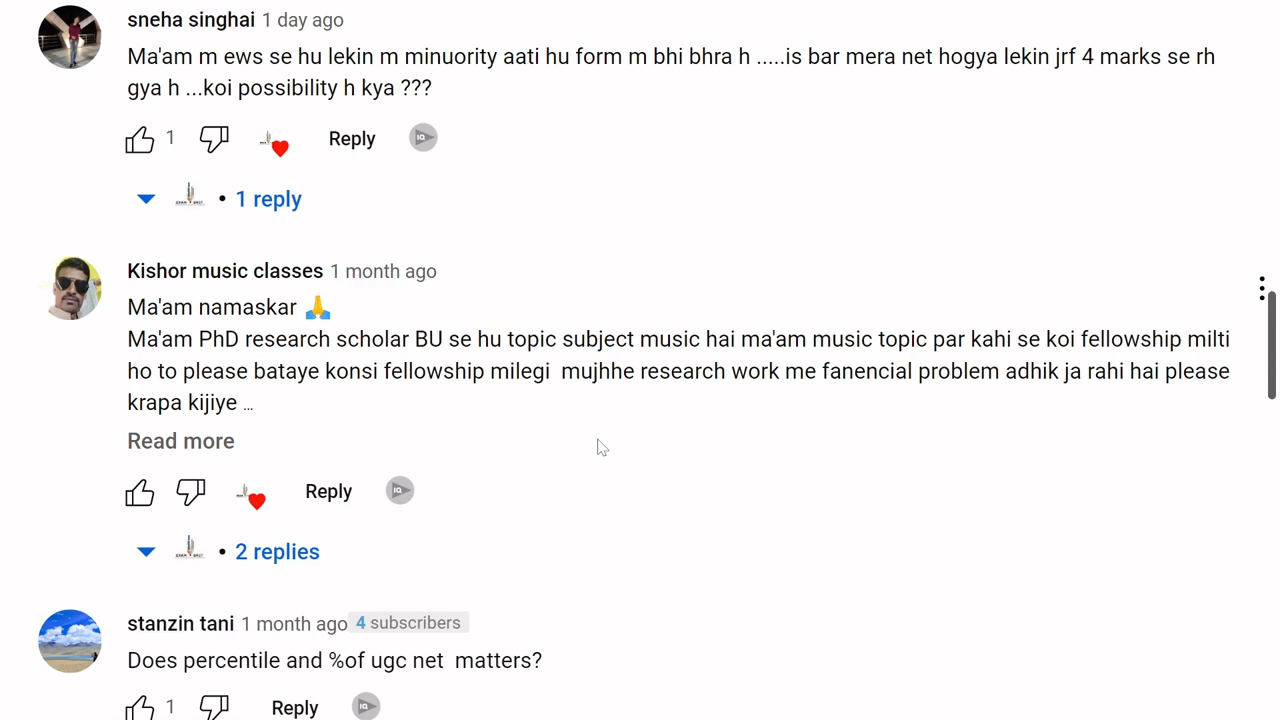 sneha singhai 1 day ago
Ma'am m ews se hu lekin m minuority aati hu form m bhi bhra h .....is bar mera net hogya lekin jrf 4 marks se rh
gya h ...koi possibility h kya ???
1 Reply
• 1 reply
Kishor music classes 1 month ago
Ma'am namaskar 🙏
Ma'am PhD research scholar BU se hu topic subject music hai ma'am music topic par kahi se koi fellowship milti
ho to please bataye konsi fellowship milegi mujhhe research work me fanencial problem adhik ja rahi hai please
krapa kijiye ...
Read more
Reply
• 2 replies
stanzin tani 1 month ago 4 subscribers
Does percentile and %of ugc net matters?
1 Reply